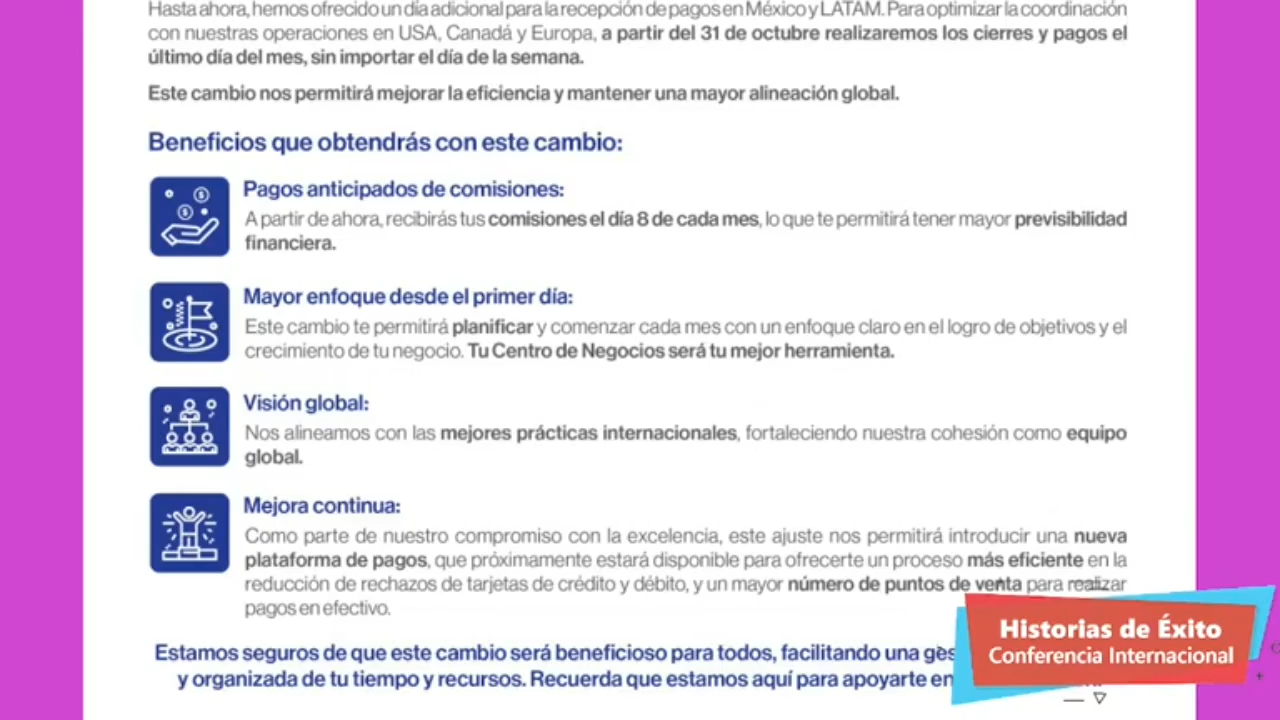 Hasta ahora, hemos ofrecido un día adicional para la recepción de pagos en México y LATAM. Para optimizar la coordinación
con nuestras operaciones en USA, Canadá y Europa, a partir del 31 de octubre realizaremos los cierres y pagos el
último día del mes, sin importar el día de la semana.
Este cambio nos permitirá mejorar la eficiencia y mantener una mayor alineación global.
Beneficios que obtendrás con este cambio:
Pagos anticipados de comisiones:
A partir de ahora, recibirás tus comisiones el día 8 de cada mes, lo que te permitirá tener mayor previsibilidad
financiera.
Mayor enfoque desde el primer día:
Este cambio te permitirá planificar y comenzar cada mes con un enfoque claro en el logro de objetivos y el
crecimiento de tu negocio. Tu Centro de Negocios será tu mejor herramienta.
Visión global:
Nos alineamos con las mejores prácticas internacionales, fortaleciendo nuestra cohesión como equipo
global.
Mejora continua:
Como parte de nuestro compromiso con la excelencia, este ajuste nos permitirá introducir una nueva
plataforma de pagos, que próximamente estará disponible para ofrecerte un proceso más eficiente en la
reducción de rechazos de tarjetas de crédito y débito, y un mayor número de puntos de venta para realizar
pagos en efectivo.
Estamos seguros de que este cambio será beneficioso para todos, facilitando una
y organizada de tu tiempo y recursos. Recuerda que estamos aquí para apoyarte en
Historias de Éxito
Conferencia Internacional